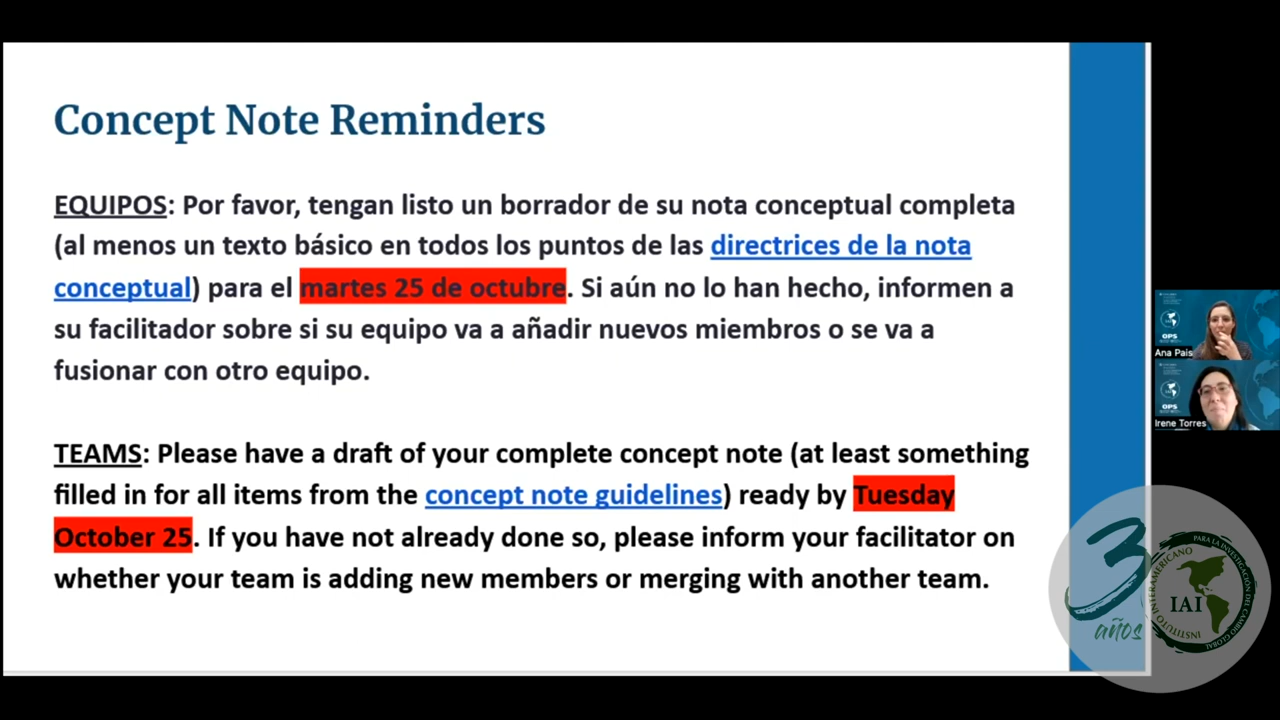 Concept Note Reminders
EQUIPOS: Por favor, tengan listo un borrador de su nota conceptual completa
(al menos un texto básico en todos los puntos de las directrices de la nota
conceptual) para el martes 25 de octubre. Si aún no lo han hecho, informen a
su facilitador sobre si su equipo va a añadir nuevos miembros o se va a
fusionar con otro equipo.
TEAMS: Please have a draft of your complete concept note (at least something
filled in for all items from the concept note guidelines) ready by Tuesday
October 25. If you have not already done so, please inform your facilitator on
whether your team is adding new members or merging with another team.
OPS
Ana Pais
OPS
Irene Torres
3
años
INSTITUTO INTERAMERICANO
PARA LA INVESTIGACIÓN DEL CAMBIO GLOBAL
IAI